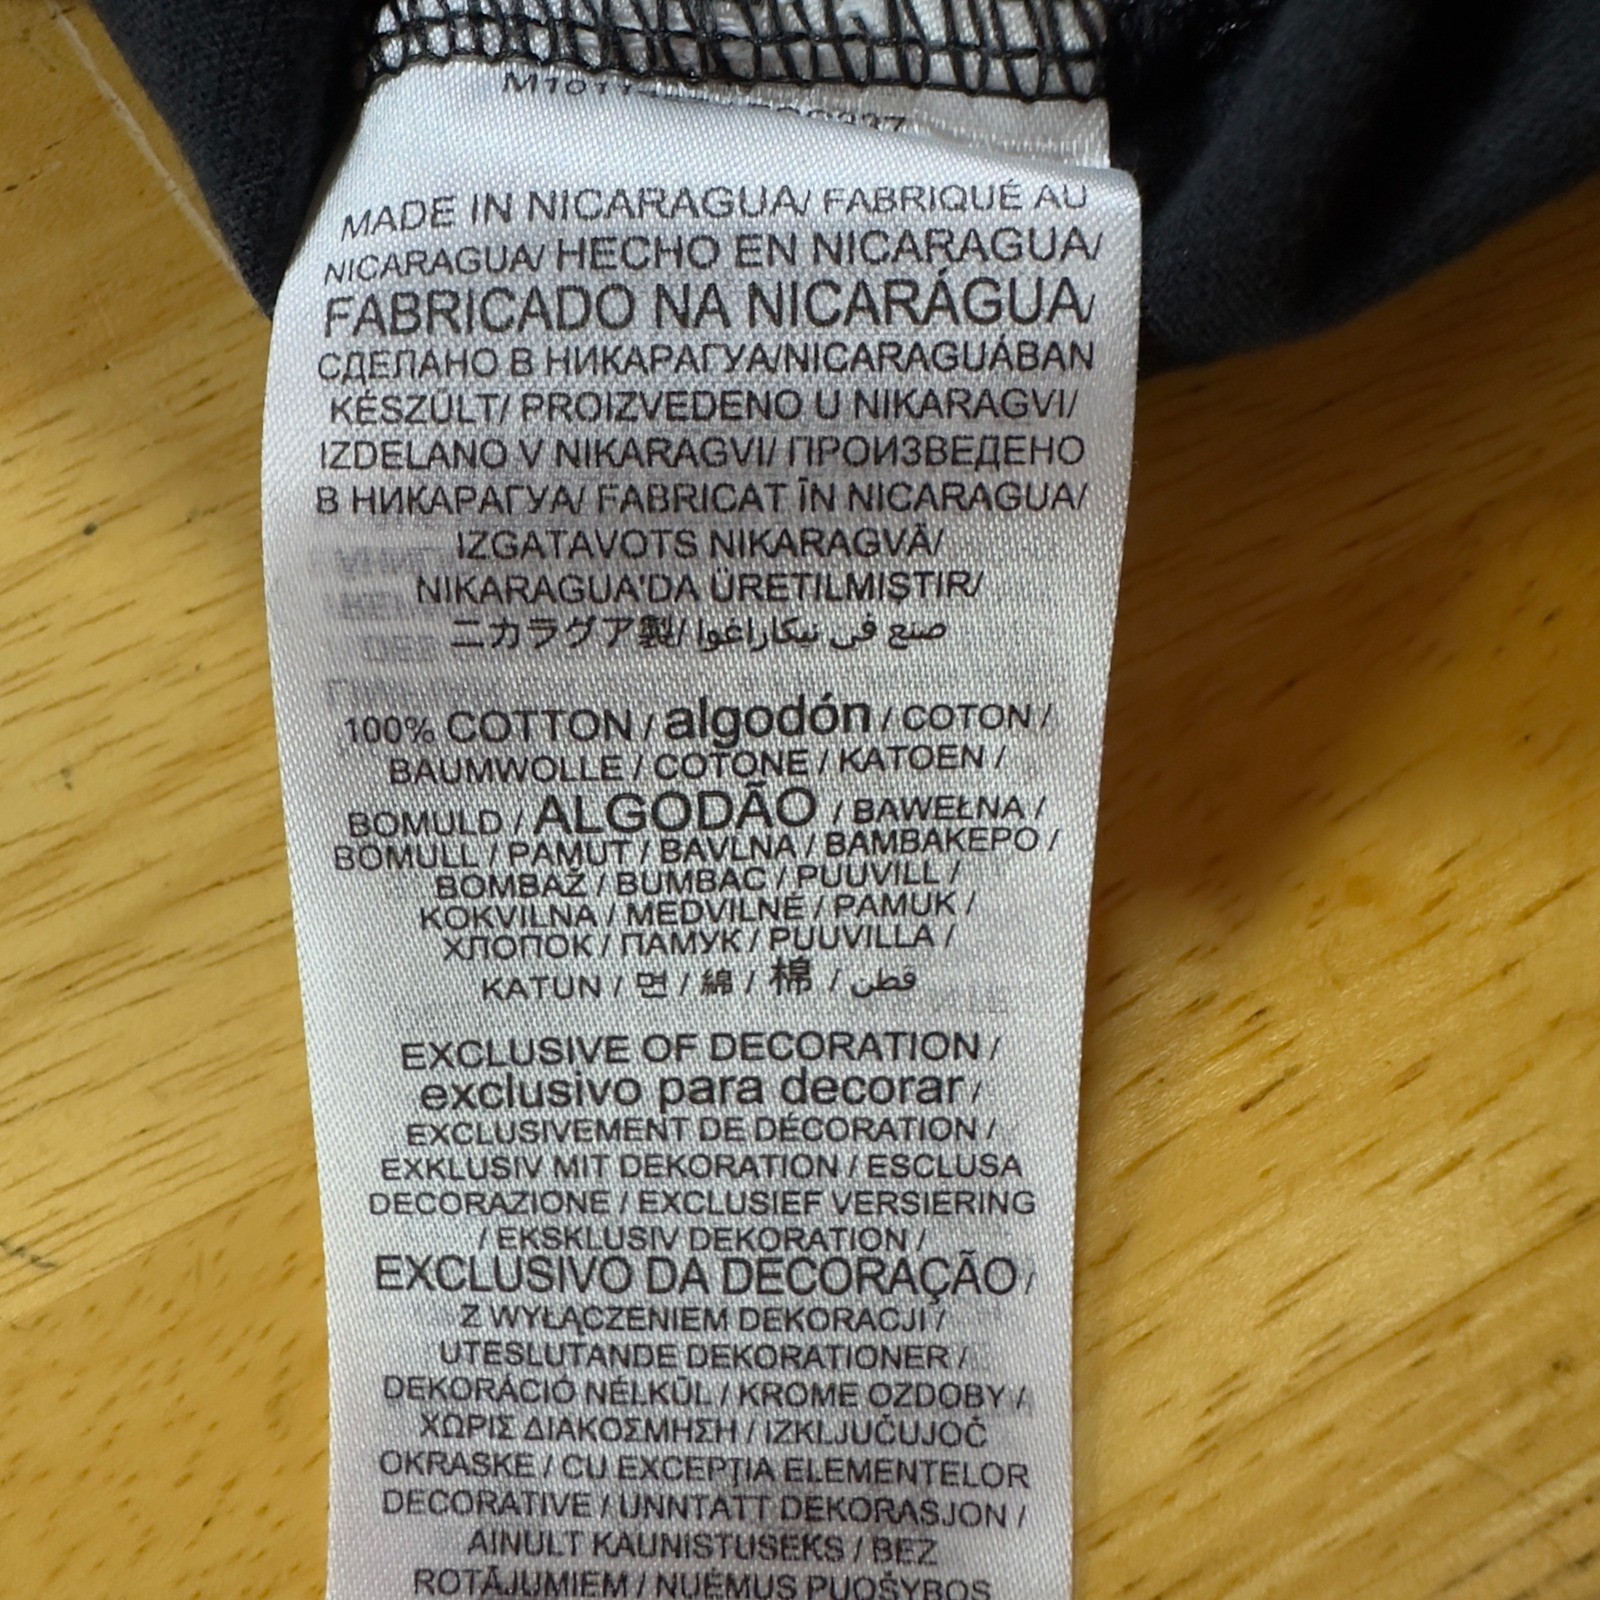 MADE IN NICARAGUA/ FABRIQUÉ AU
NICARAGUA/ HECHO EN NICARAGUA/
FABRICADO NA NICARÁGUA/
СДЕЛАНО В НИКАРАГУА/NICARAGUÁBAN
KÉSZÜLT/ PROIZVEDENO U NIKARAGVI/
IZDELANO V NIKARAGVI/ ПРОИЗВЕДЕНО
В НИКАРАГУА/ FABRICAT ÎN NICARAGUA/
IZGATAVOTS NIKARAGVĀ/
NIKARAGUA'DA ÜRETILMIŞTIR/
ニカラグア製/ صنع في نيكاراغوا
100% COTTON / algodón / COTON /
BAUMWOLLE / COTONE / KATOEN /
BOMULD / ALGODÃO / BAWEŁNA /
BOMULL / PAMUT / BAVLNA / ΒΑΜΒΑΚΕΡΟ /
BOMBAŽ / BUMBAC / PUUVILL /
KOKVILNA / MEDVILNĖ / PAMUK /
ХЛОПОК / ПАМУК / PUUVILLA /
KATUN / 면 / 綿 / 棉 / قطن
EXCLUSIVE OF DECORATION /
exclusivo para decorar /
EXCLUSIVEMENT DE DÉCORATION /
EXKLUSIV MIT DEKORATION / ESCLUSA
DECORAZIONE / EXCLUSIEF VERSIERING
/ EKSKLUSIV DEKORATION /
EXCLUSIVO DA DECORAÇÃO /
Z WYŁĄCZENIEM DEKORACJI /
UTESLUTANDE DEKORATIONER /
DEKORÁCIÓ NÉLKÜL / KROME OZDOBY /
ΧΩΡΙΣ ΔΙΑΚΟΣΜΗΣΗ / IZKLJUČUJOČ
OKRASKE / CU EXCEPŢIA ELEMENTELOR
DECORATIVE / UNNTATT DEKORASJON /
AINULT KAUNISTUSEKS / BEZ
ROTĀJUMIEM / NUĖMUS PUOŠYBOS